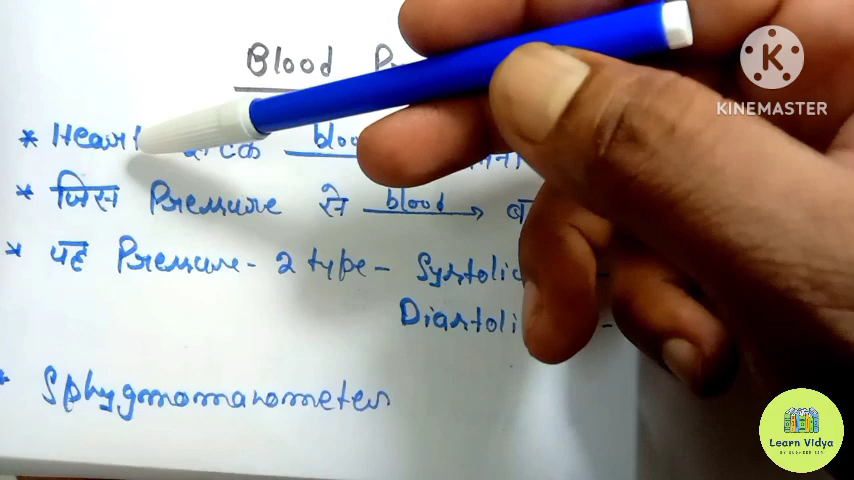 Blood
* Heart blood
* जिस Pressure से blood
* यह Pressure - 2 type - Systolic
Diastoli
* Sphygmomanometer
KINEMASTER
Learn Vidya